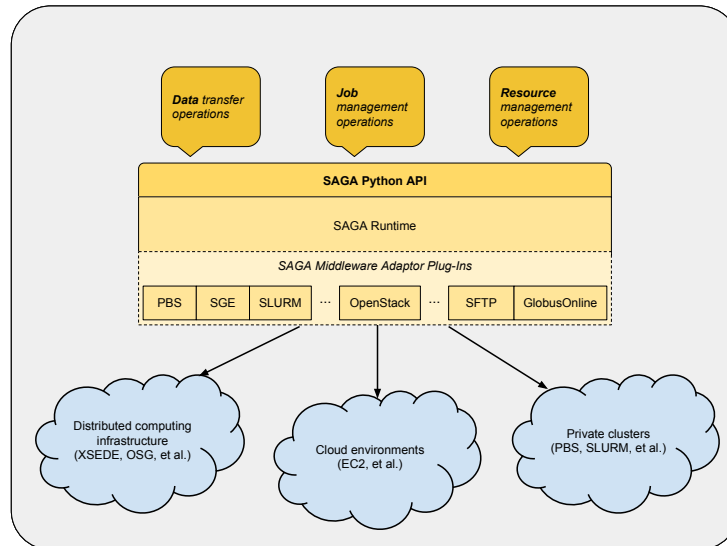 Data transfer
operations
Job
management
operations
Resource
management
operations
SAGA Python API
SAGA Runtime
SAGA Middleware Adaptor Plug-Ins
PBS SGE SLURM ... OpenStack ... SFTP GlobusOnline
Distributed computing
infrastructure
(XSEDE, OSG, et al.)
Cloud environments
(EC2, et al.)
Private clusters
(PBS, SLURM, et al.)